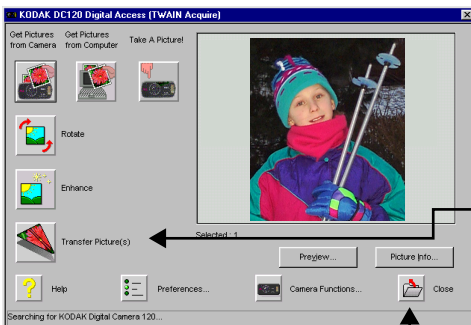 KODAK DC120 Digital Access (TWAIN Acquire)
Get Pictures from Camera
Get Pictures from Computer
Take A Picture!
Rotate
Enhance
Transfer Picture(s)
Selected : 1
Preview...
Picture Info...
Help
Preferences...
Camera Functions...
Close
Searching for KODAK Digital Camera 120...